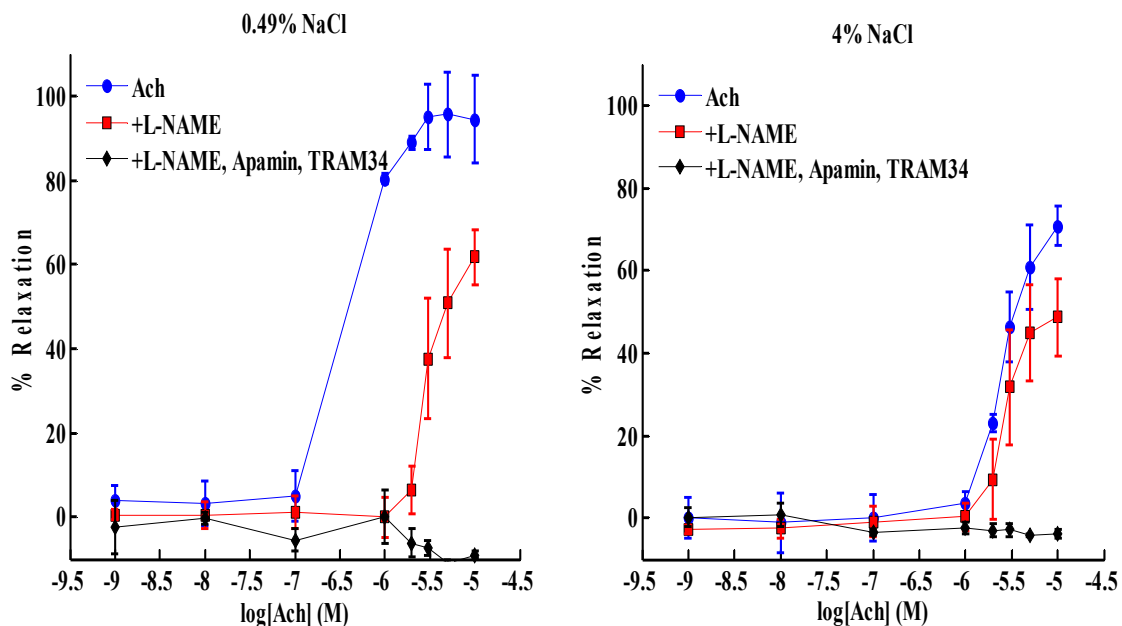 0.49% NaCl
Ach
+L-NAME
+L-NAME, Apamin, TRAM34
% Relaxation
100
80
60
40
20
0
-9.5 -9 -8.5 -8 -7.5 -7 -6.5 -6 -5.5 -5 -4.5
log[Ach] (M)
4% NaCl
Ach
+L-NAME
+L-NAME, Apamin, TRAM34
% Relaxation
100
80
60
40
20
0
-9.5 -9 -8.5 -8 -7.5 -7 -6.5 -6 -5.5 -5 -4.5
log[Ach] (M)